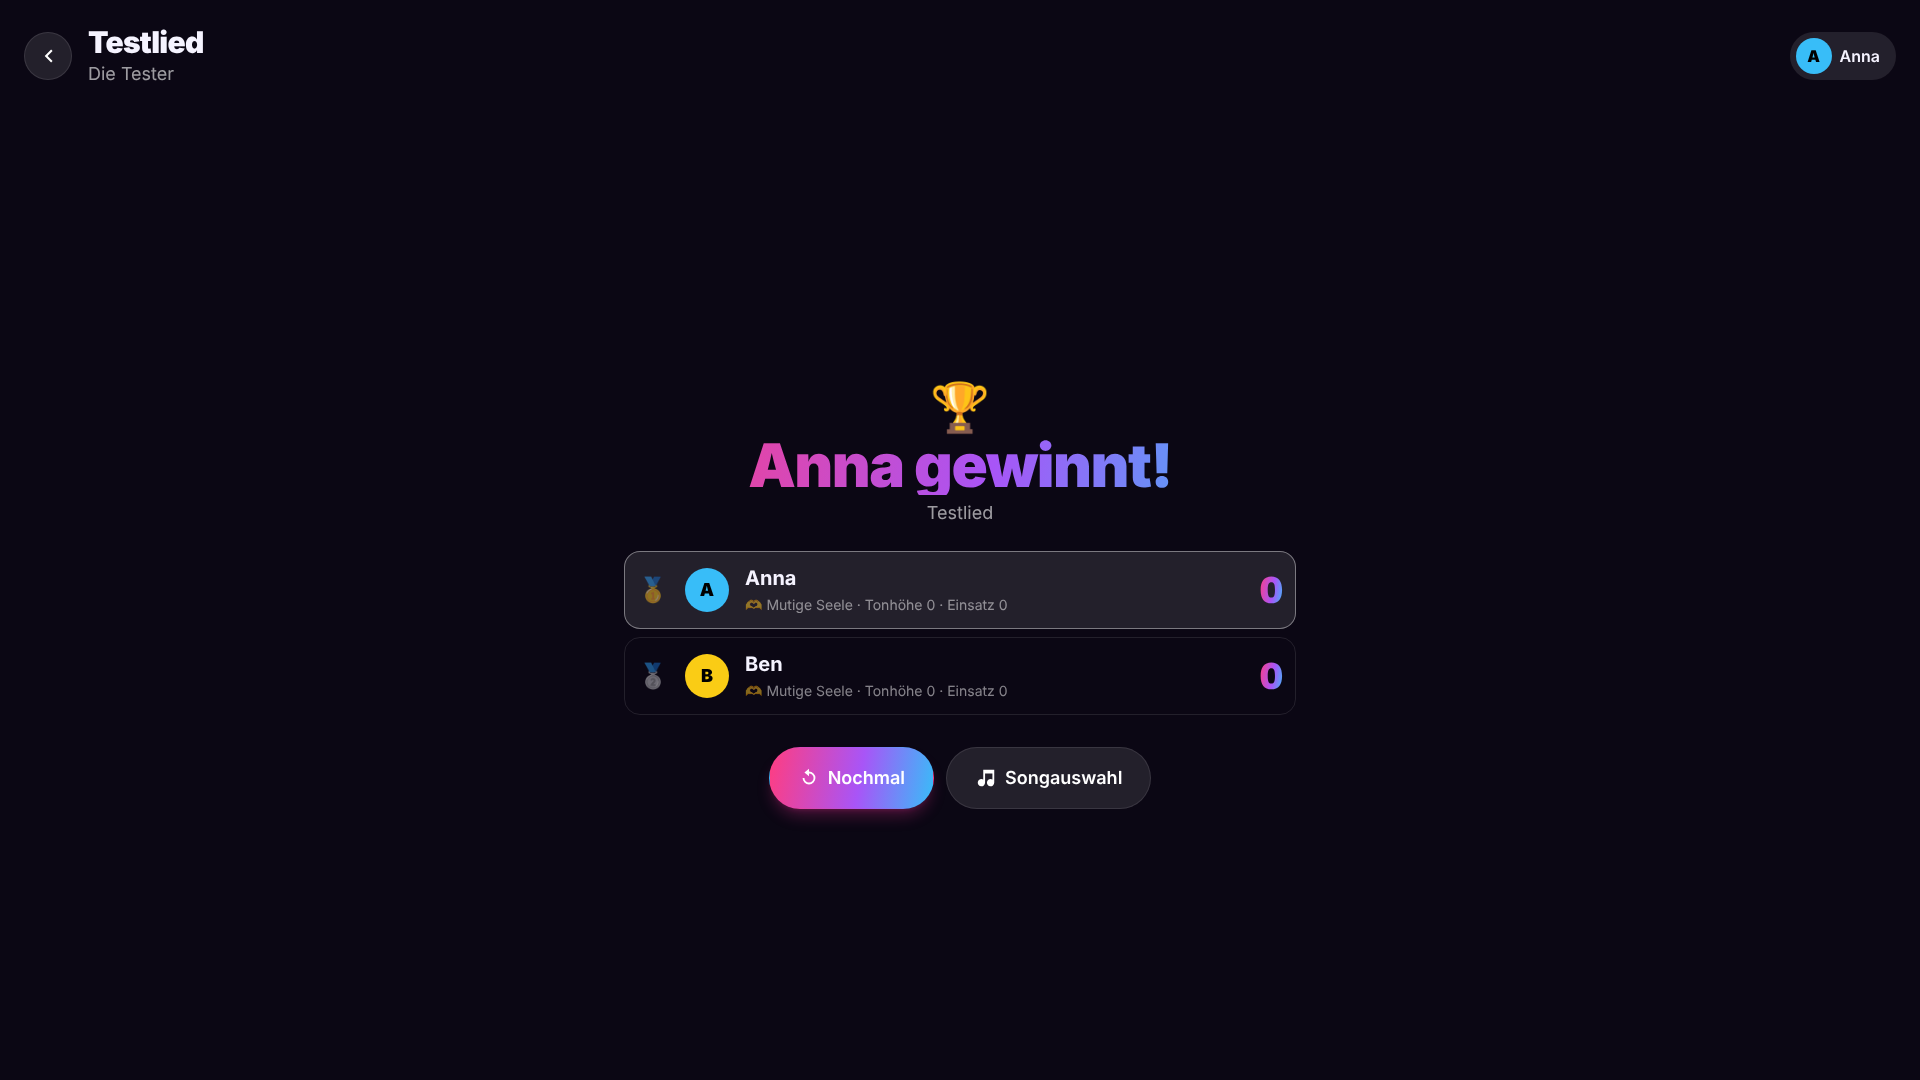 Testlied
Die Tester
A Anna
Anna gewinnt!
Testlied
A Anna 0
Mutige Seele · Tonhöhe 0 · Einsatz 0
B Ben 0
Mutige Seele · Tonhöhe 0 · Einsatz 0
Nochmal Songauswahl